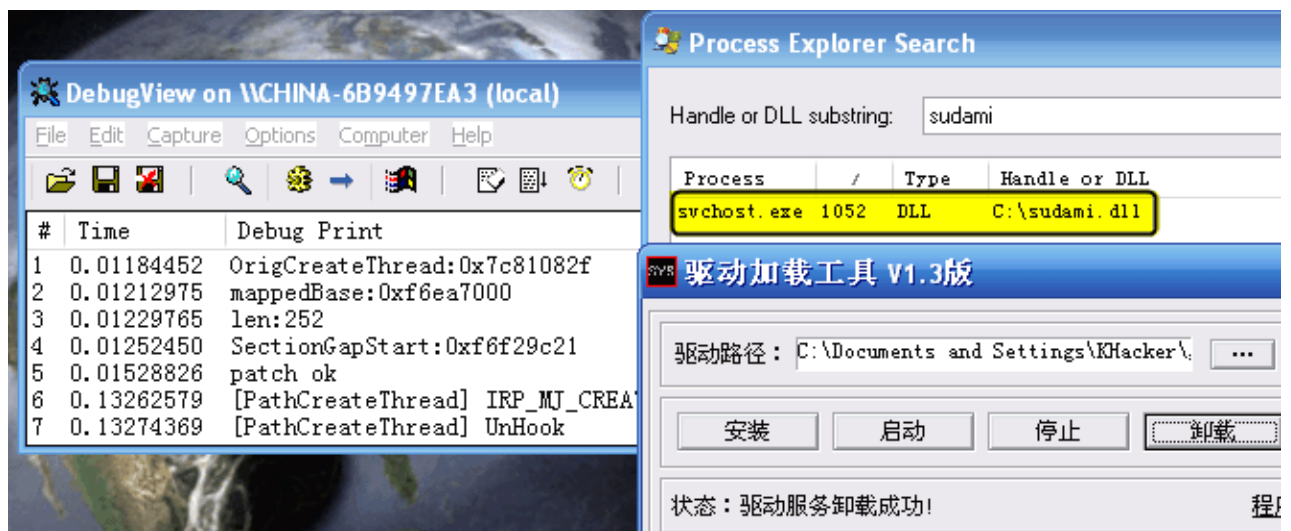 DebugView on \\CHINA-6B9497EA3 (local)
File Edit Capture Options Computer Help
# Time Debug Print
1 0.01184452 OrigCreateThread:0x7c81082f
2 0.01212975 mappedBase:0xf6ea7000
3 0.01229765 len:252
4 0.01252450 SectionGapStart:0xf6f29c21
5 0.01528826 patch ok
6 0.13262579 [PathCreateThread] IRP_MJ_CREA
7 0.13274369 [PathCreateThread] UnHook
Process Explorer Search
Handle or DLL substring: sudami
Process / Type Handle or DLL
svchost.exe 1052 DLL C:\sudami.dll
SYS 驱动加载工具 V1.3版
驱动路径： C:\Documents and Settings\KHacker\ ...
安装 启动 停止 卸载
状态：驱动服务卸载成功! 程